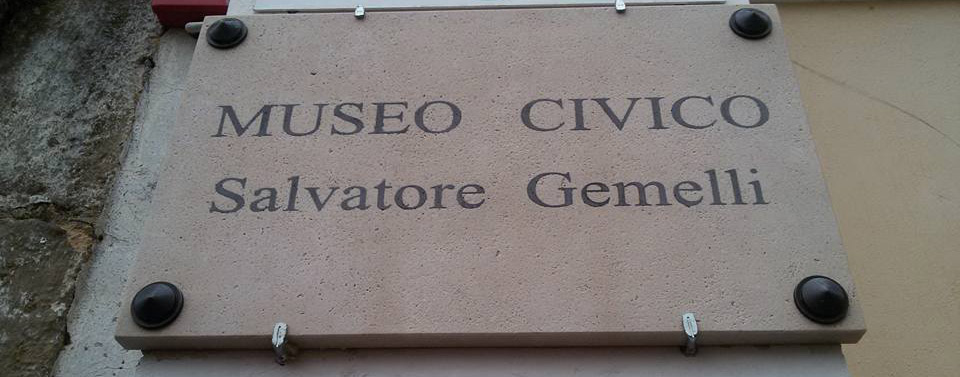 MUSEO CIVICO
Salvatore Gemelli